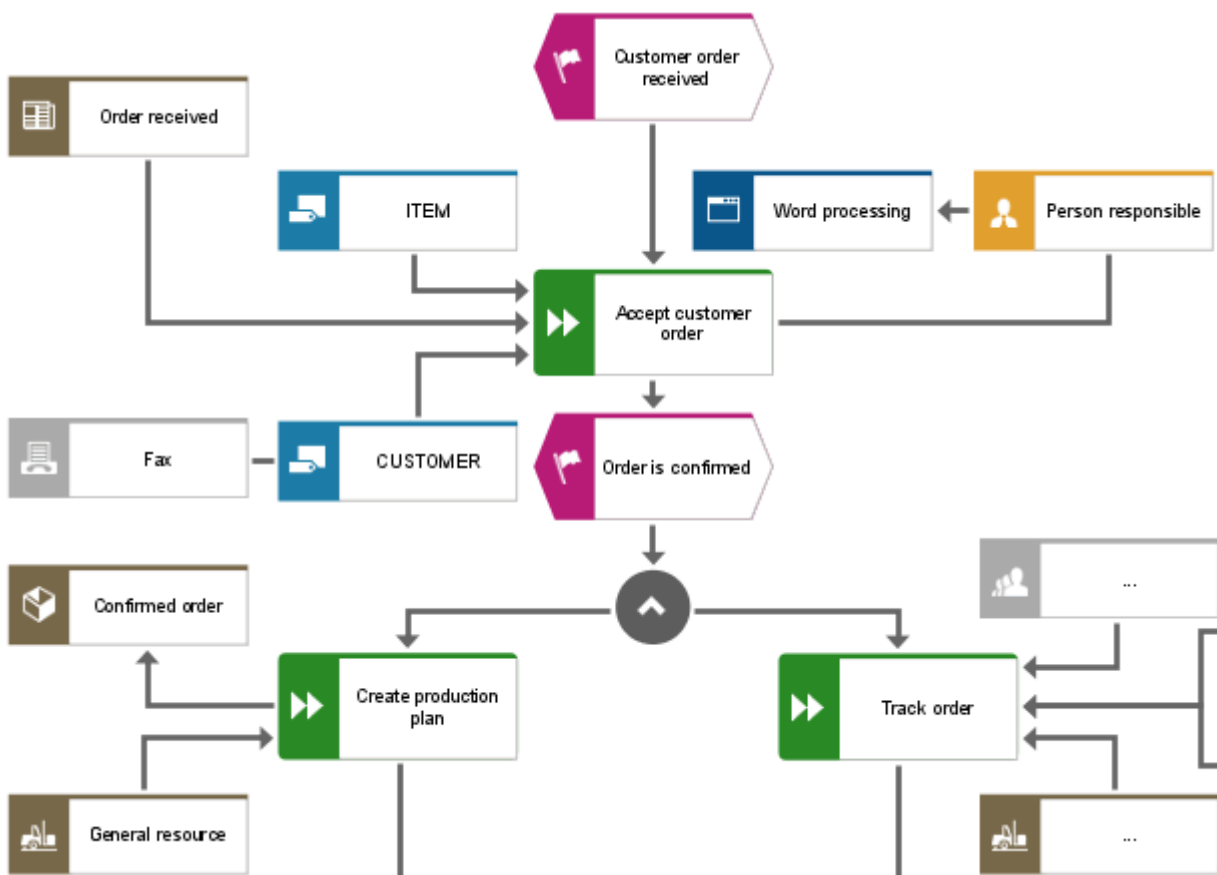 Customer order
received
Order received
ITEM
Word processing
Person responsible
Accept customer
order
Fax
CUSTOMER
Order is confirmed
Confirmed order
...
Create production
plan
Track order
General resource
...